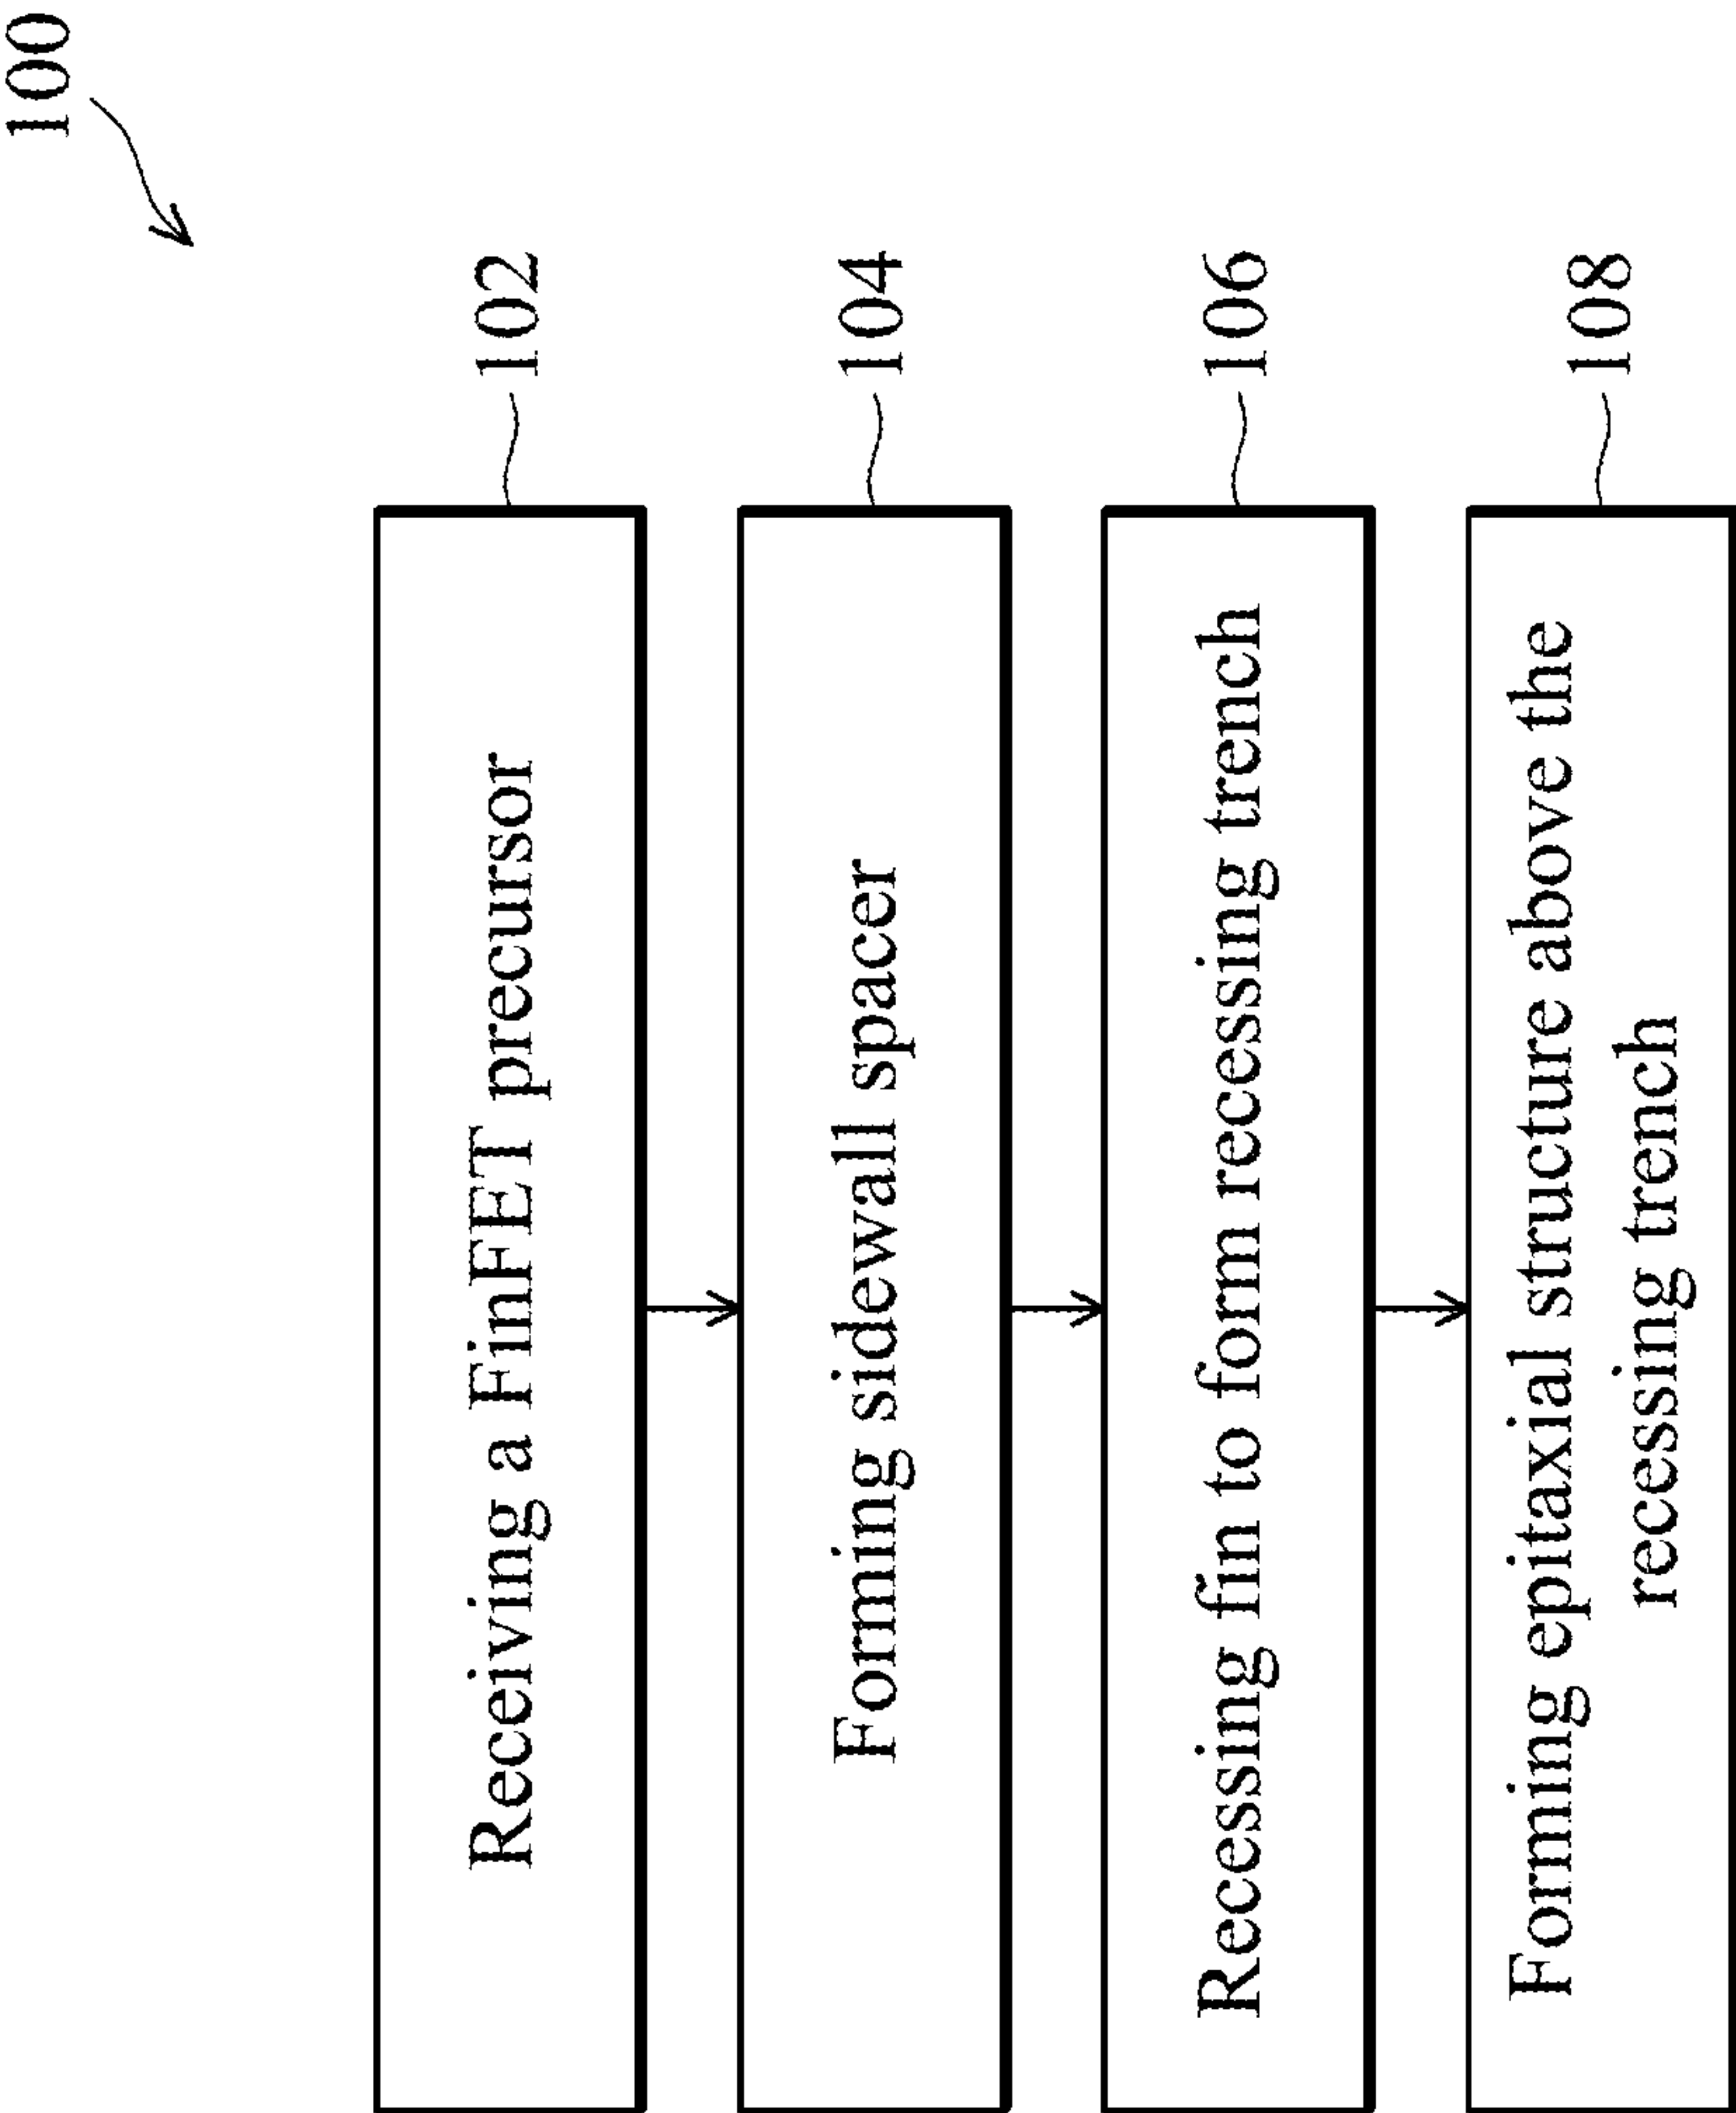 100
Receiving a FinFET precursor
102
Forming sidewall spacer
104
Recessing fin to form recessing trench
106
Forming epitaxial structure above the
recessing trench
108